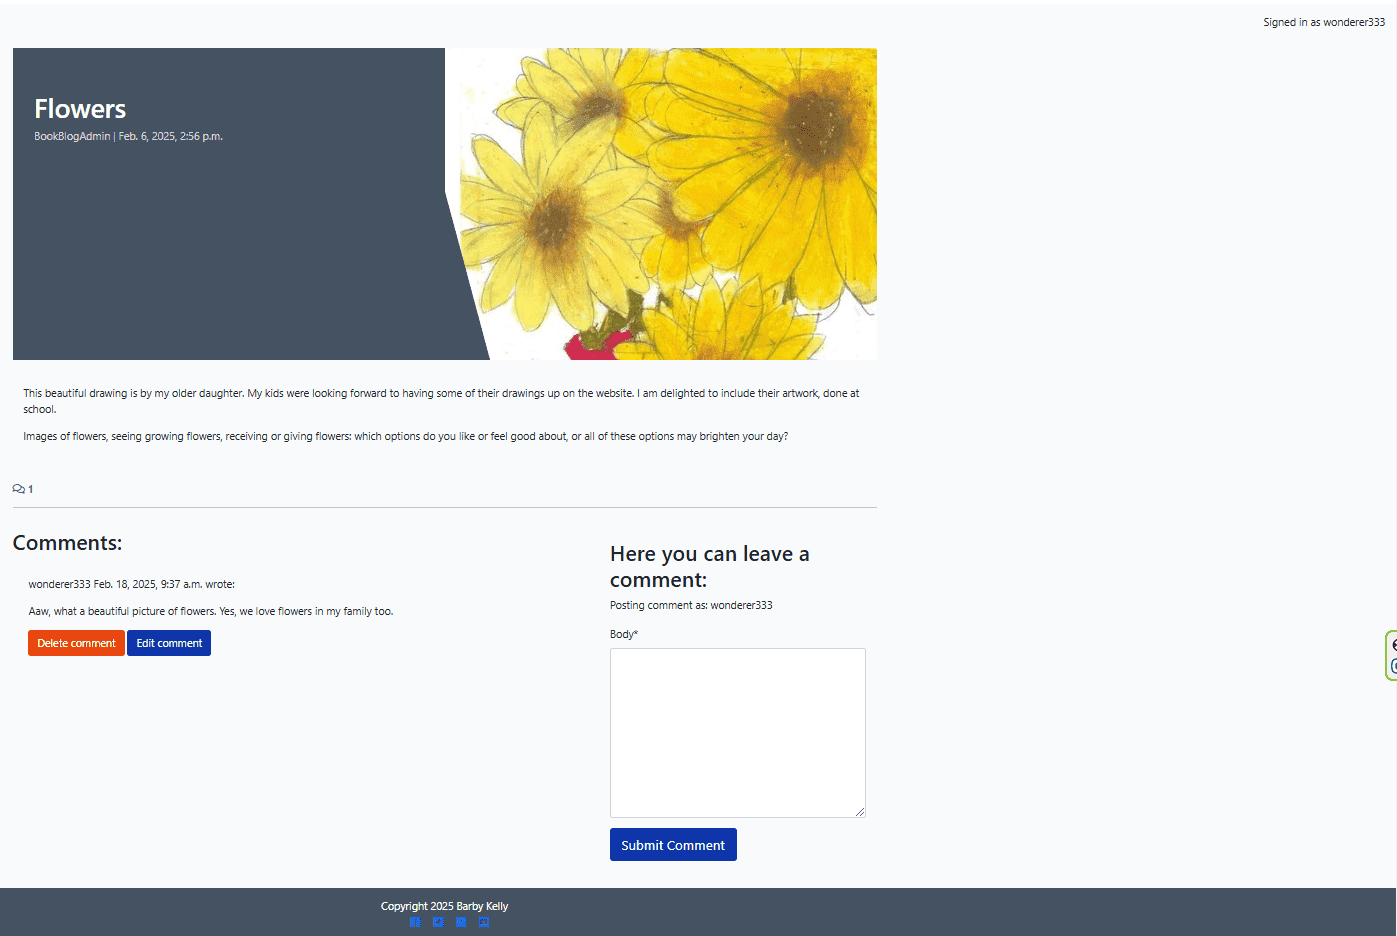 Signed in as wonderer333
Flowers
BookBlogAdmin | Feb. 6, 2025, 2:56 p.m.
This beautiful drawing is by my older daughter. My kids were looking forward to having some of their drawings up on the website. I am delighted to include their artwork, done at
school.
Images of flowers, seeing growing flowers, receiving or giving flowers: which options do you like or feel good about, or all of these options may brighten your day?
1
Comments:
wonderer333 Feb. 18, 2025, 9:37 a.m. wrote:
Aaw, what a beautiful picture of flowers. Yes, we love flowers in my family too.
Delete comment Edit comment
Here you can leave a
comment:
Posting comment as: wonderer333
Body*
Submit Comment
Copyright 2025 Barby Kelly